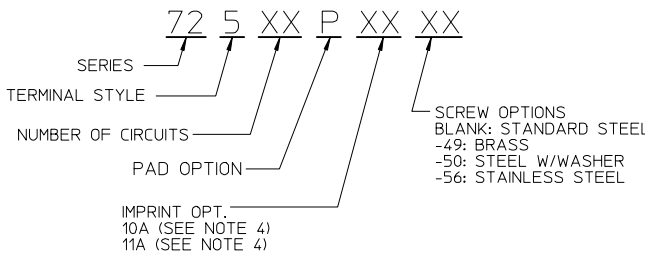 72 5 XX P XX XX
SERIES
TERMINAL STYLE
NUMBER OF CIRCUITS
PAD OPTION
IMPRINT OPT.
10A (SEE NOTE 4)
11A (SEE NOTE 4)
SCREW OPTIONS
BLANK: STANDARD STEEL
-49: BRASS
-50: STEEL W/WASHER
-56: STAINLESS STEEL